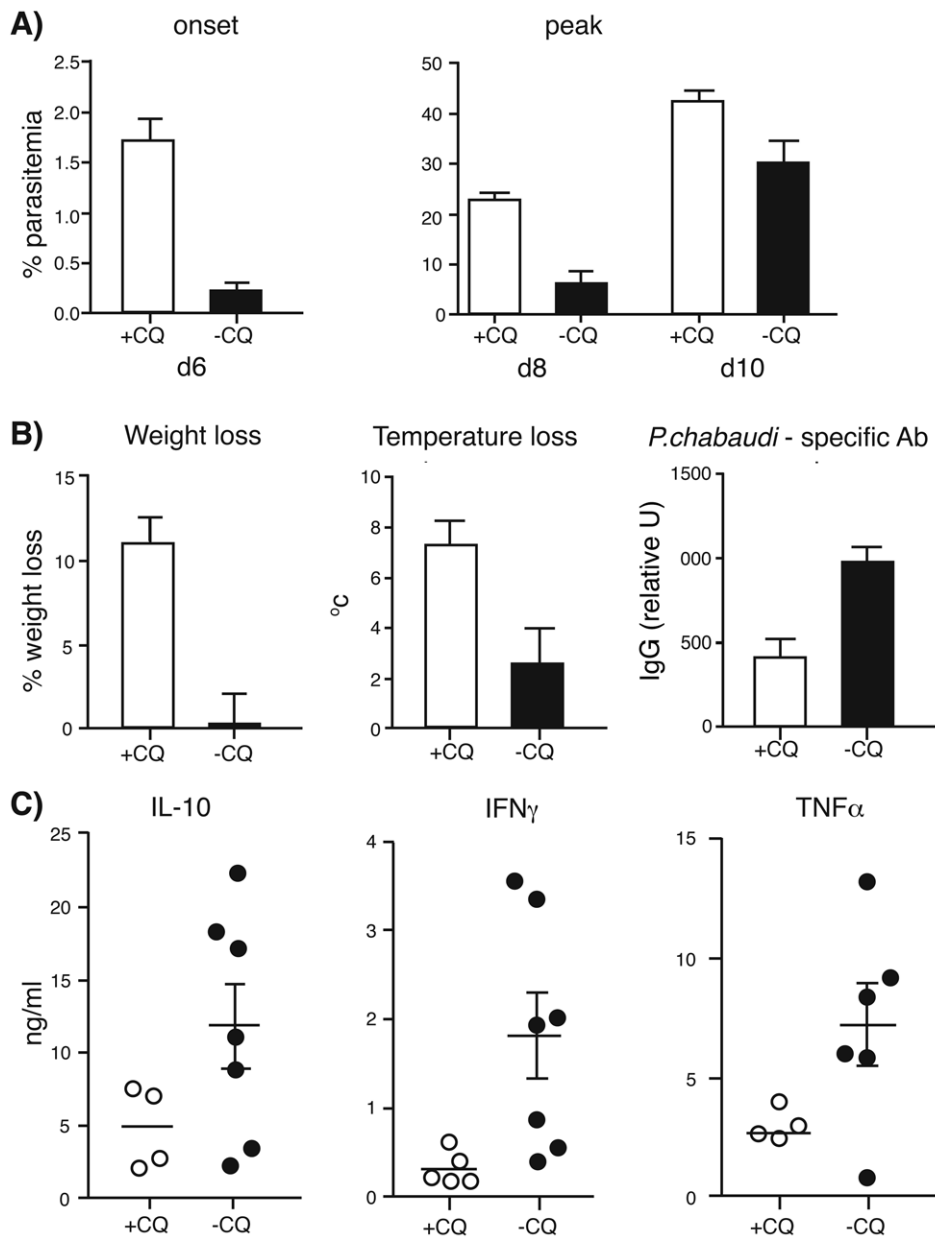 A)
onset
peak
% parasitemia
2.5
2.0
1.5
1.0
0.5
0.0
+CQ
-CQ
d6
50
40
30
20
10
0
+CQ
-CQ
+CQ
-CQ
d8
d10
B)
Weight loss
Temperature loss
P.chabaudi - specific Ab
% weight loss
15
10
5
0
+CQ
-CQ
°c
10
8
6
4
2
0
+CQ
-CQ
IgG (relative U)
1500
000
500
000
+CQ
-CQ
C)
IL-10
IFNγ
TNFα
ng/ml
25
20
15
10
5
0
+CQ
-CQ
4
3
2
1
0
+CQ
-CQ
15
10
5
0
+CQ
-CQ